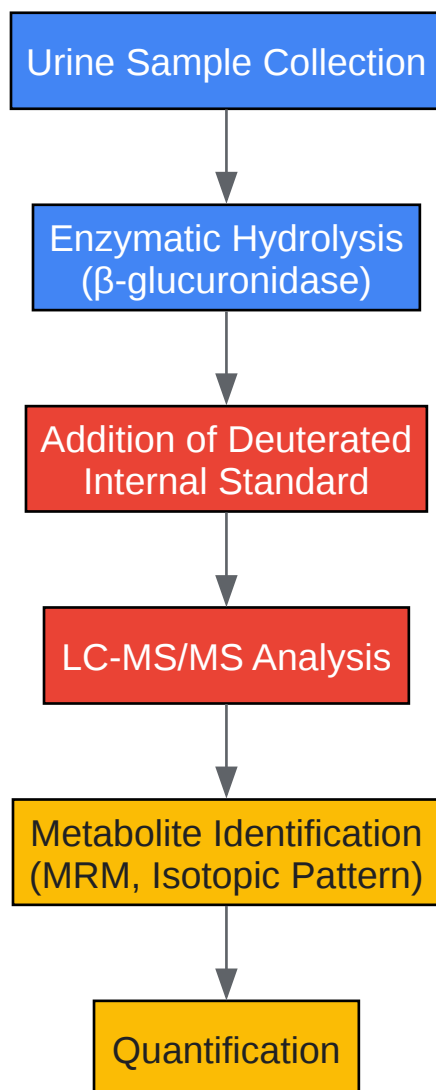 Urine Sample Collection
Enzymatic Hydrolysis
(β-glucuronidase)
Addition of Deuterated
Internal Standard
LC-MS/MS Analysis
Metabolite Identification
(MRM, Isotopic Pattern)
Quantification